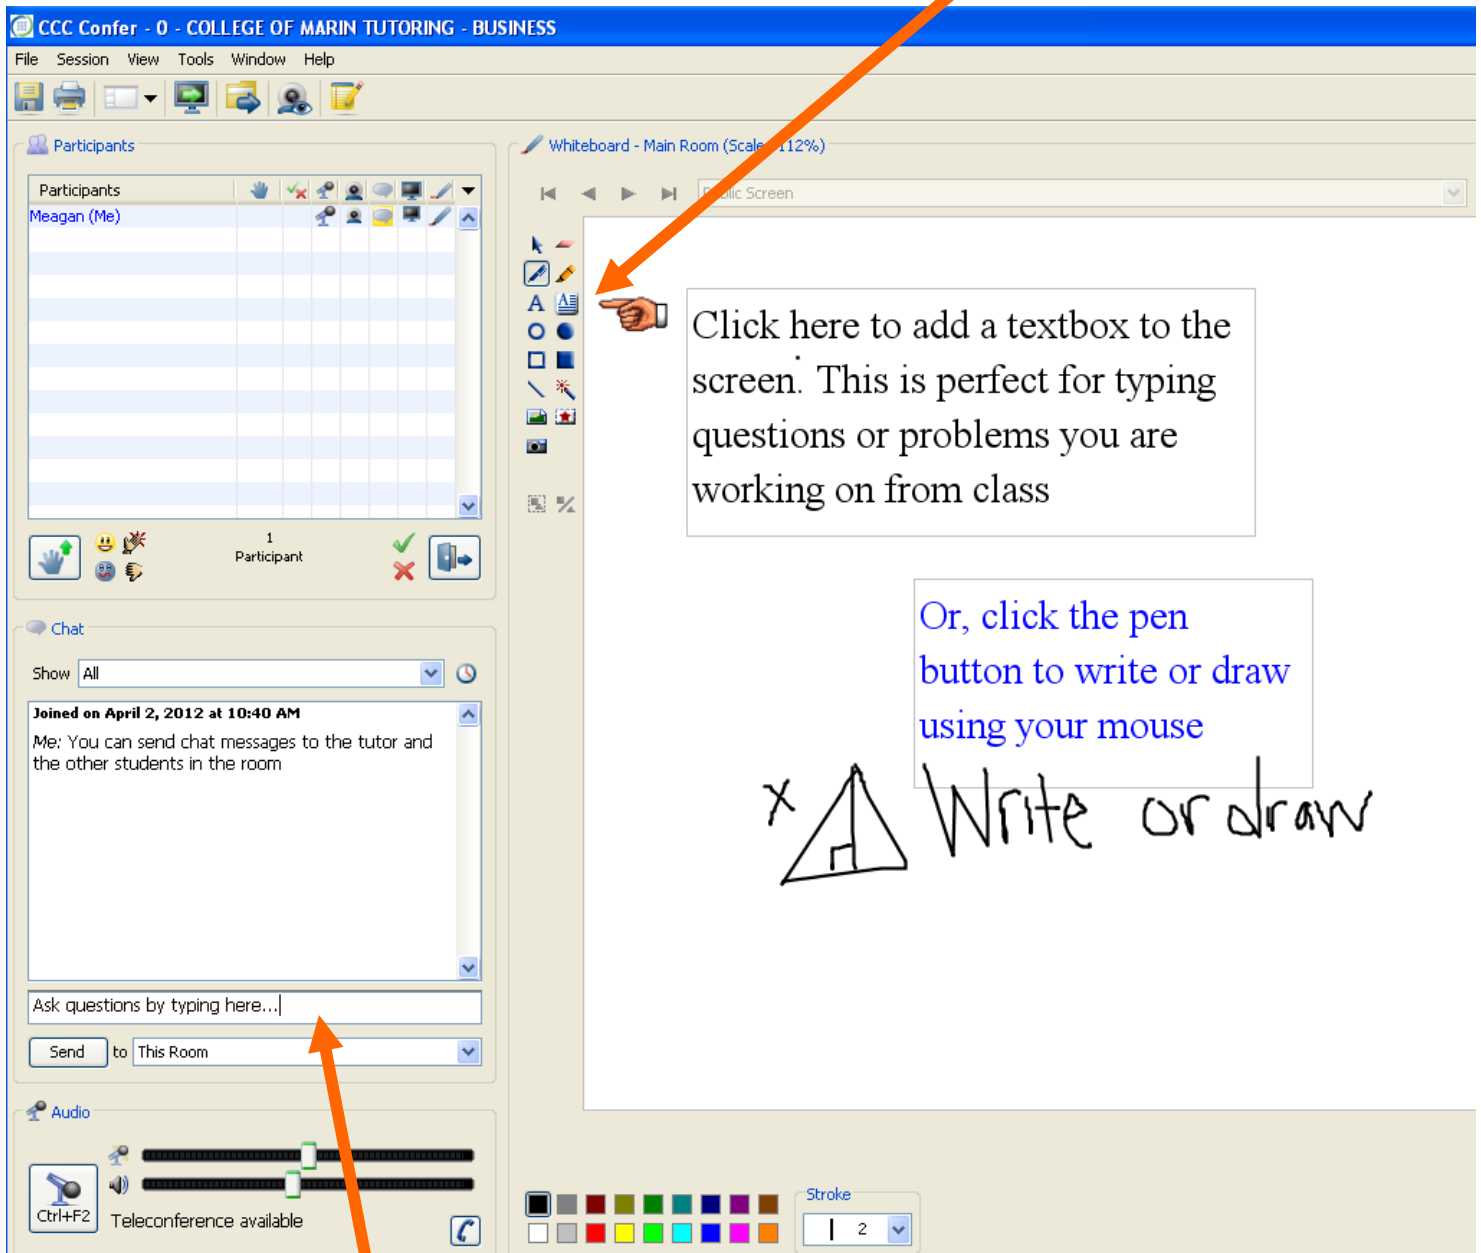 CCC Confer - 0 - COLLEGE OF MARIN TUTORING - BUSINESS
File Session View Tools Window Help
Participants
Participants
Meagan (Me)
1
Participant
Chat
Show All
Joined on April 2, 2012 at 10:40 AM
Me: You can send chat messages to the tutor and
the other students in the room
Ask questions by typing here...
Send to This Room
Audio
Ctrl+F2
Teleconference available
Whiteboard - Main Room (Scale 112%)
Public Screen
A
Click here to add a textbox to the
screen. This is perfect for typing
questions or problems you are
working on from class
Or, click the pen
button to write or draw
using your mouse
x
Write or draw
Stroke
2